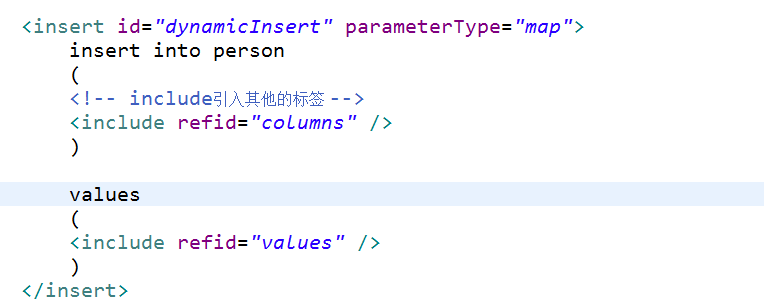 <insert id="dynamicInsert" parameterType="map">
insert into person
(
<!-- include引入其他的标签 -->
<include refid="columns" />
)
values
(
<include refid="values" />
)
</insert>